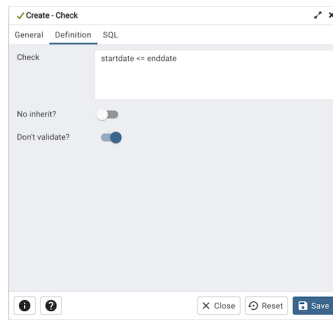 Create - Check
General Definition SQL
Check startdate <= enddate
No inherit?
Don't validate?
Close Reset Save